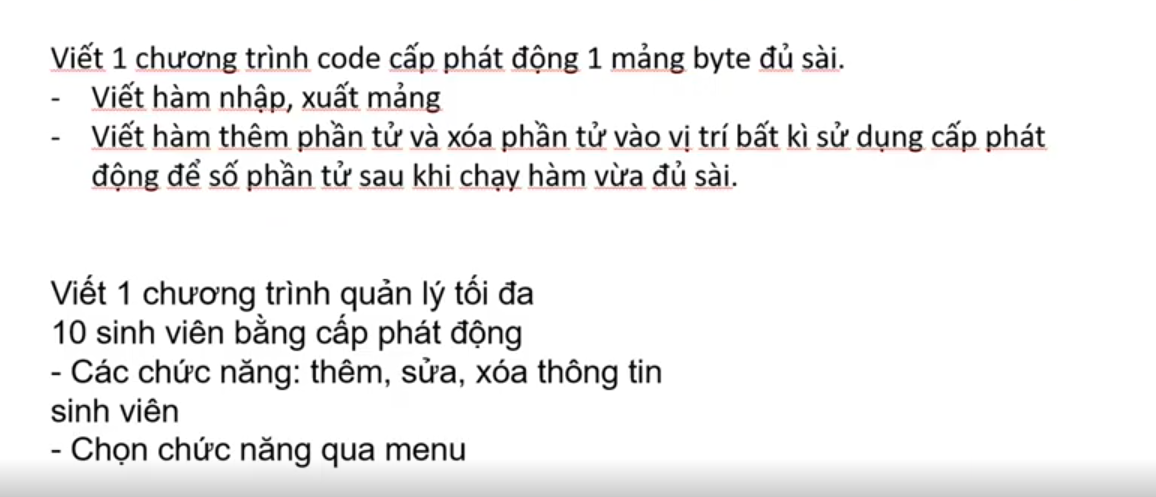 Viết 1 chương trình code cấp phát động 1 mảng byte đủ sài.
- Viết hàm nhập, xuất mảng
- Viết hàm thêm phần tử và xóa phần tử vào vị trí bất kì sử dụng cấp phát
động để số phần tử sau khi chạy hàm vừa đủ sài.
Viết 1 chương trình quản lý tối đa
10 sinh viên bằng cấp phát động
- Các chức năng: thêm, sửa, xóa thông tin
sinh viên
- Chọn chức năng qua menu